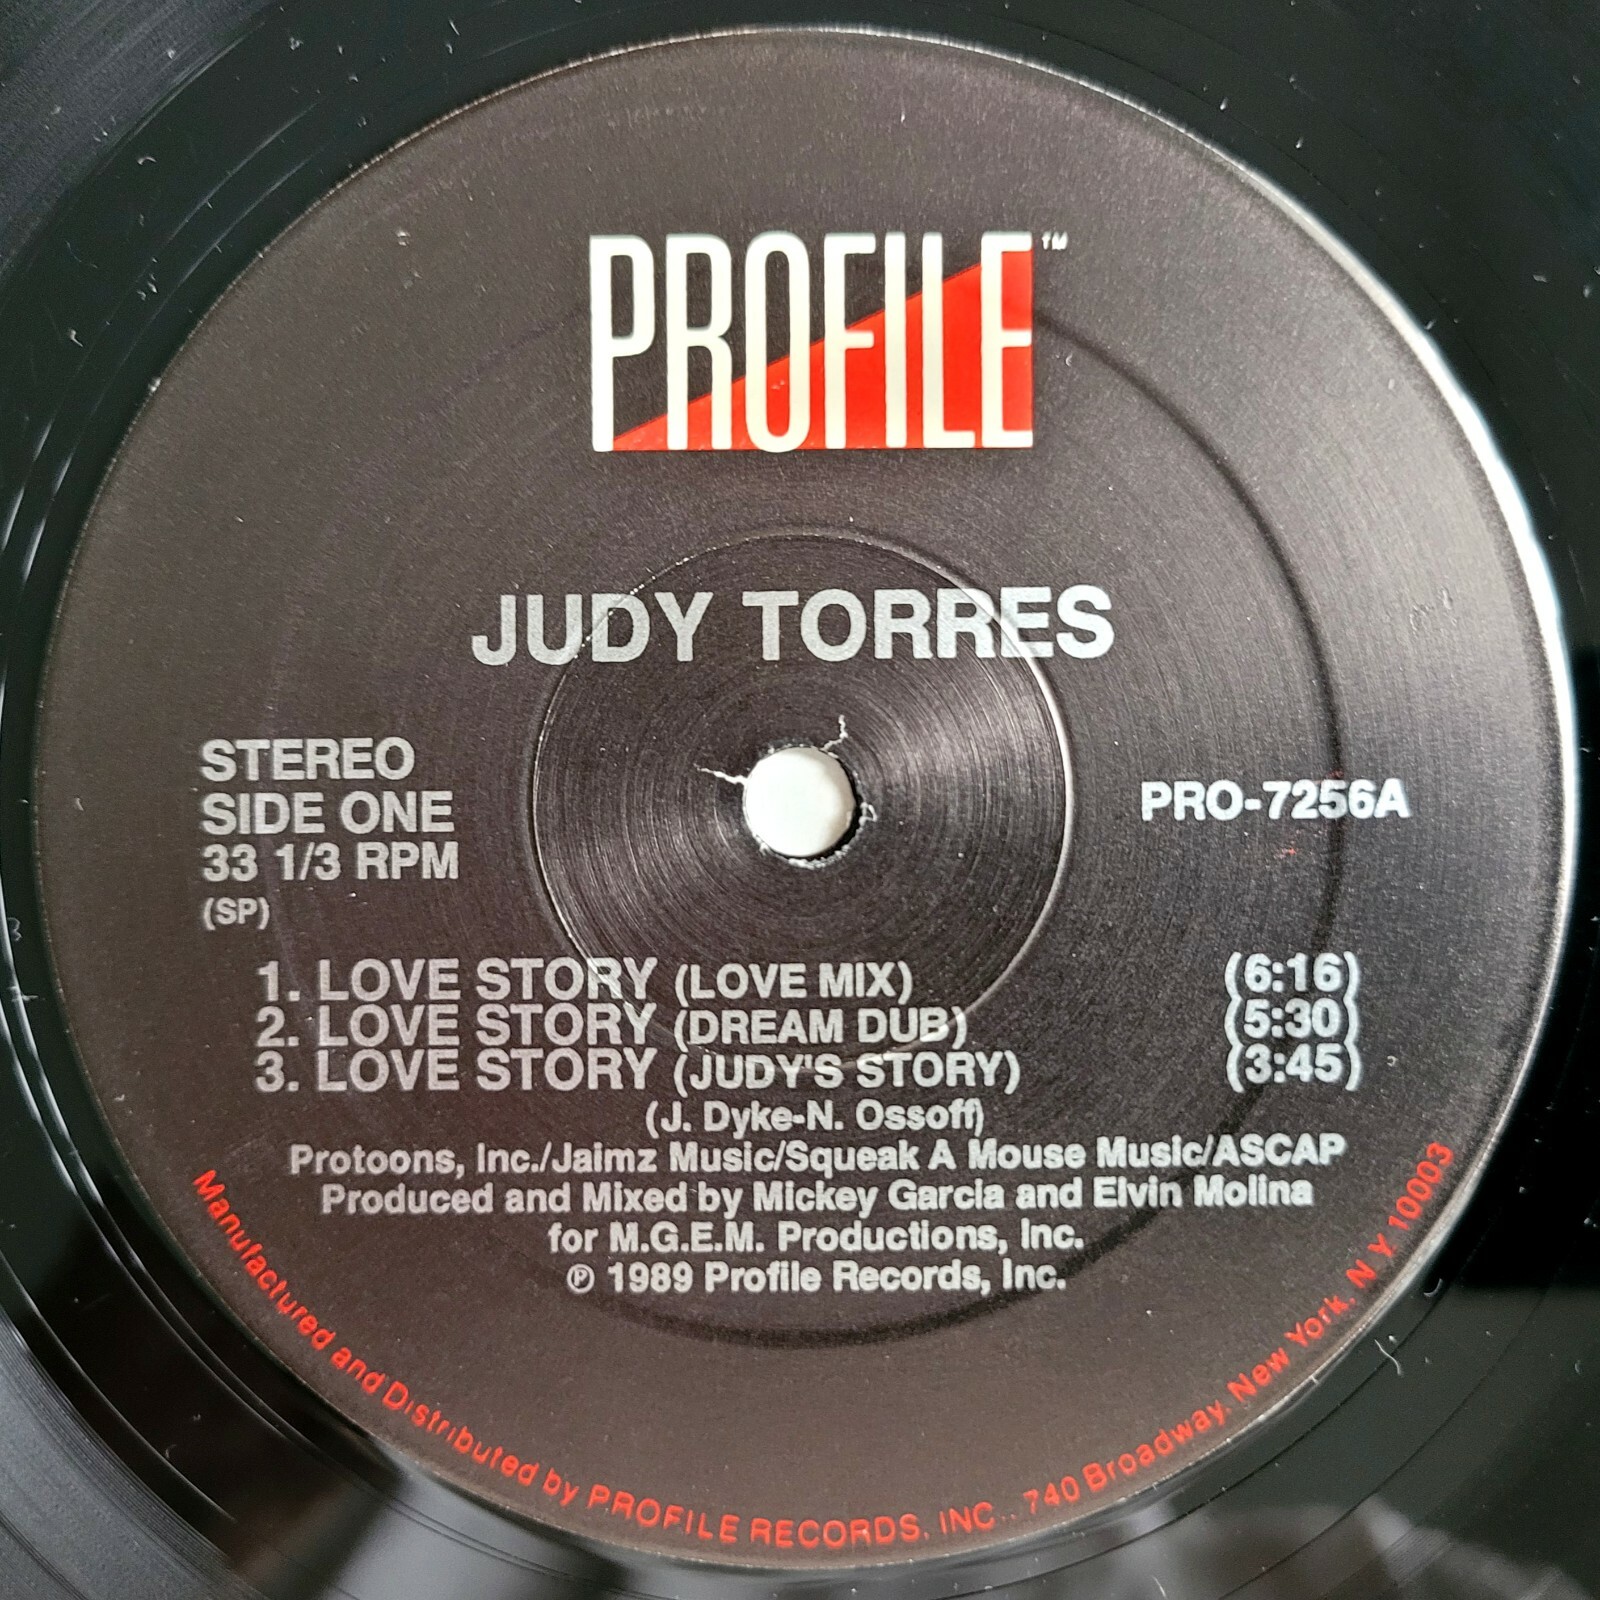 PROFILE™
JUDY TORRES
STEREO
SIDE ONE
33 1/3 RPM
(SP)
PRO-7256A
1. LOVE STORY (LOVE MIX) (6:16)
2. LOVE STORY (DREAM DUB) (5:30)
3. LOVE STORY (JUDY'S STORY) (3:45)
(J. Dyke-N. Ossoff)
Protoons, Inc./Jaimz Music/Squeak A Mouse Music/ASCAP
Produced and Mixed by Mickey Garcia and Elvin Molina
for M.G.E.M. Productions, Inc.
℗ 1989 Profile Records, Inc.
Manufactured and Distributed by PROFILE RECORDS, INC., 740 Broadway, New York, N Y 10003